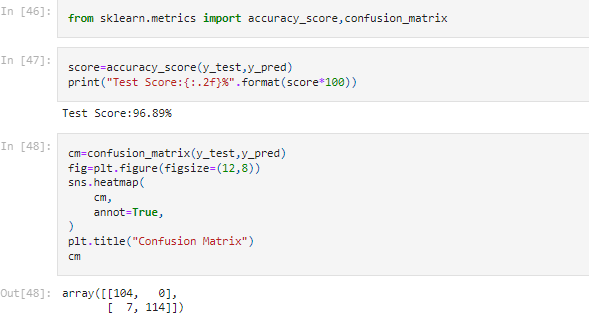 In [46]: from sklearn.metrics import accuracy_score,confusion_matrix
In [47]: score=accuracy_score(y_test,y_pred)
print("Test Score:{:.2f}%".format(score*100))
Test Score:96.89%
In [48]: cm=confusion_matrix(y_test,y_pred)
fig=plt.figure(figsize=(12,8))
sns.heatmap(
    cm,
    annot=True,
)
plt.title("Confusion Matrix")
cm
Out[48]: array([[104,   0],
       [  7, 114]])